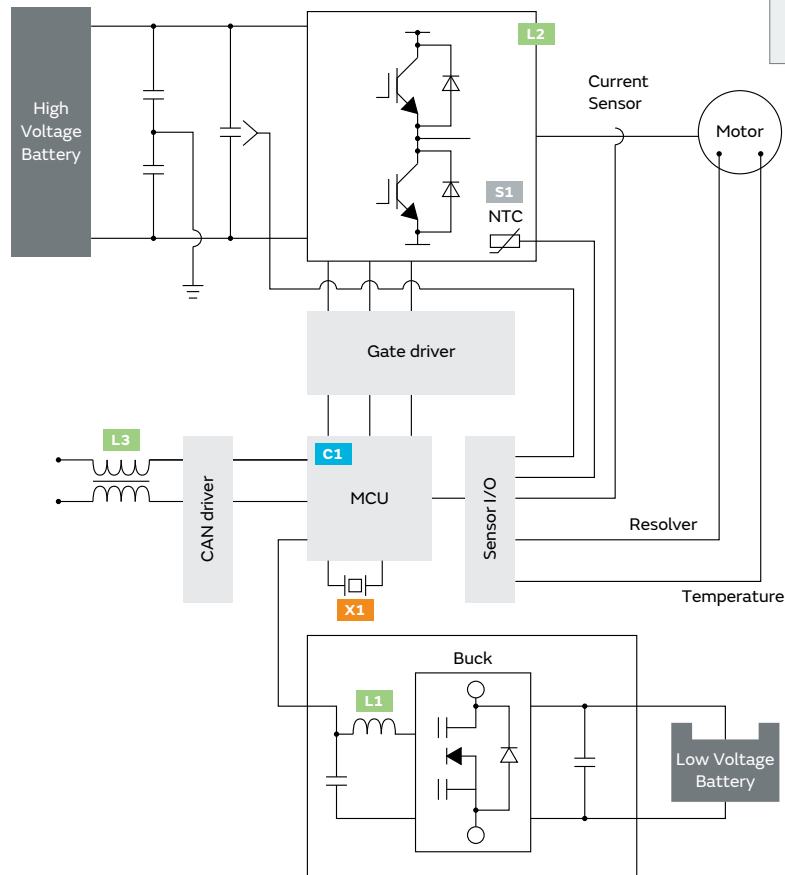 L2
High
Voltage
Battery
Current
Sensor
Motor
S1
NTC
Gate driver
L3
CAN driver
C1
MCU
Sensor I/O
Resolver
X1
Temperature
Buck
L1
Low Voltage
Battery